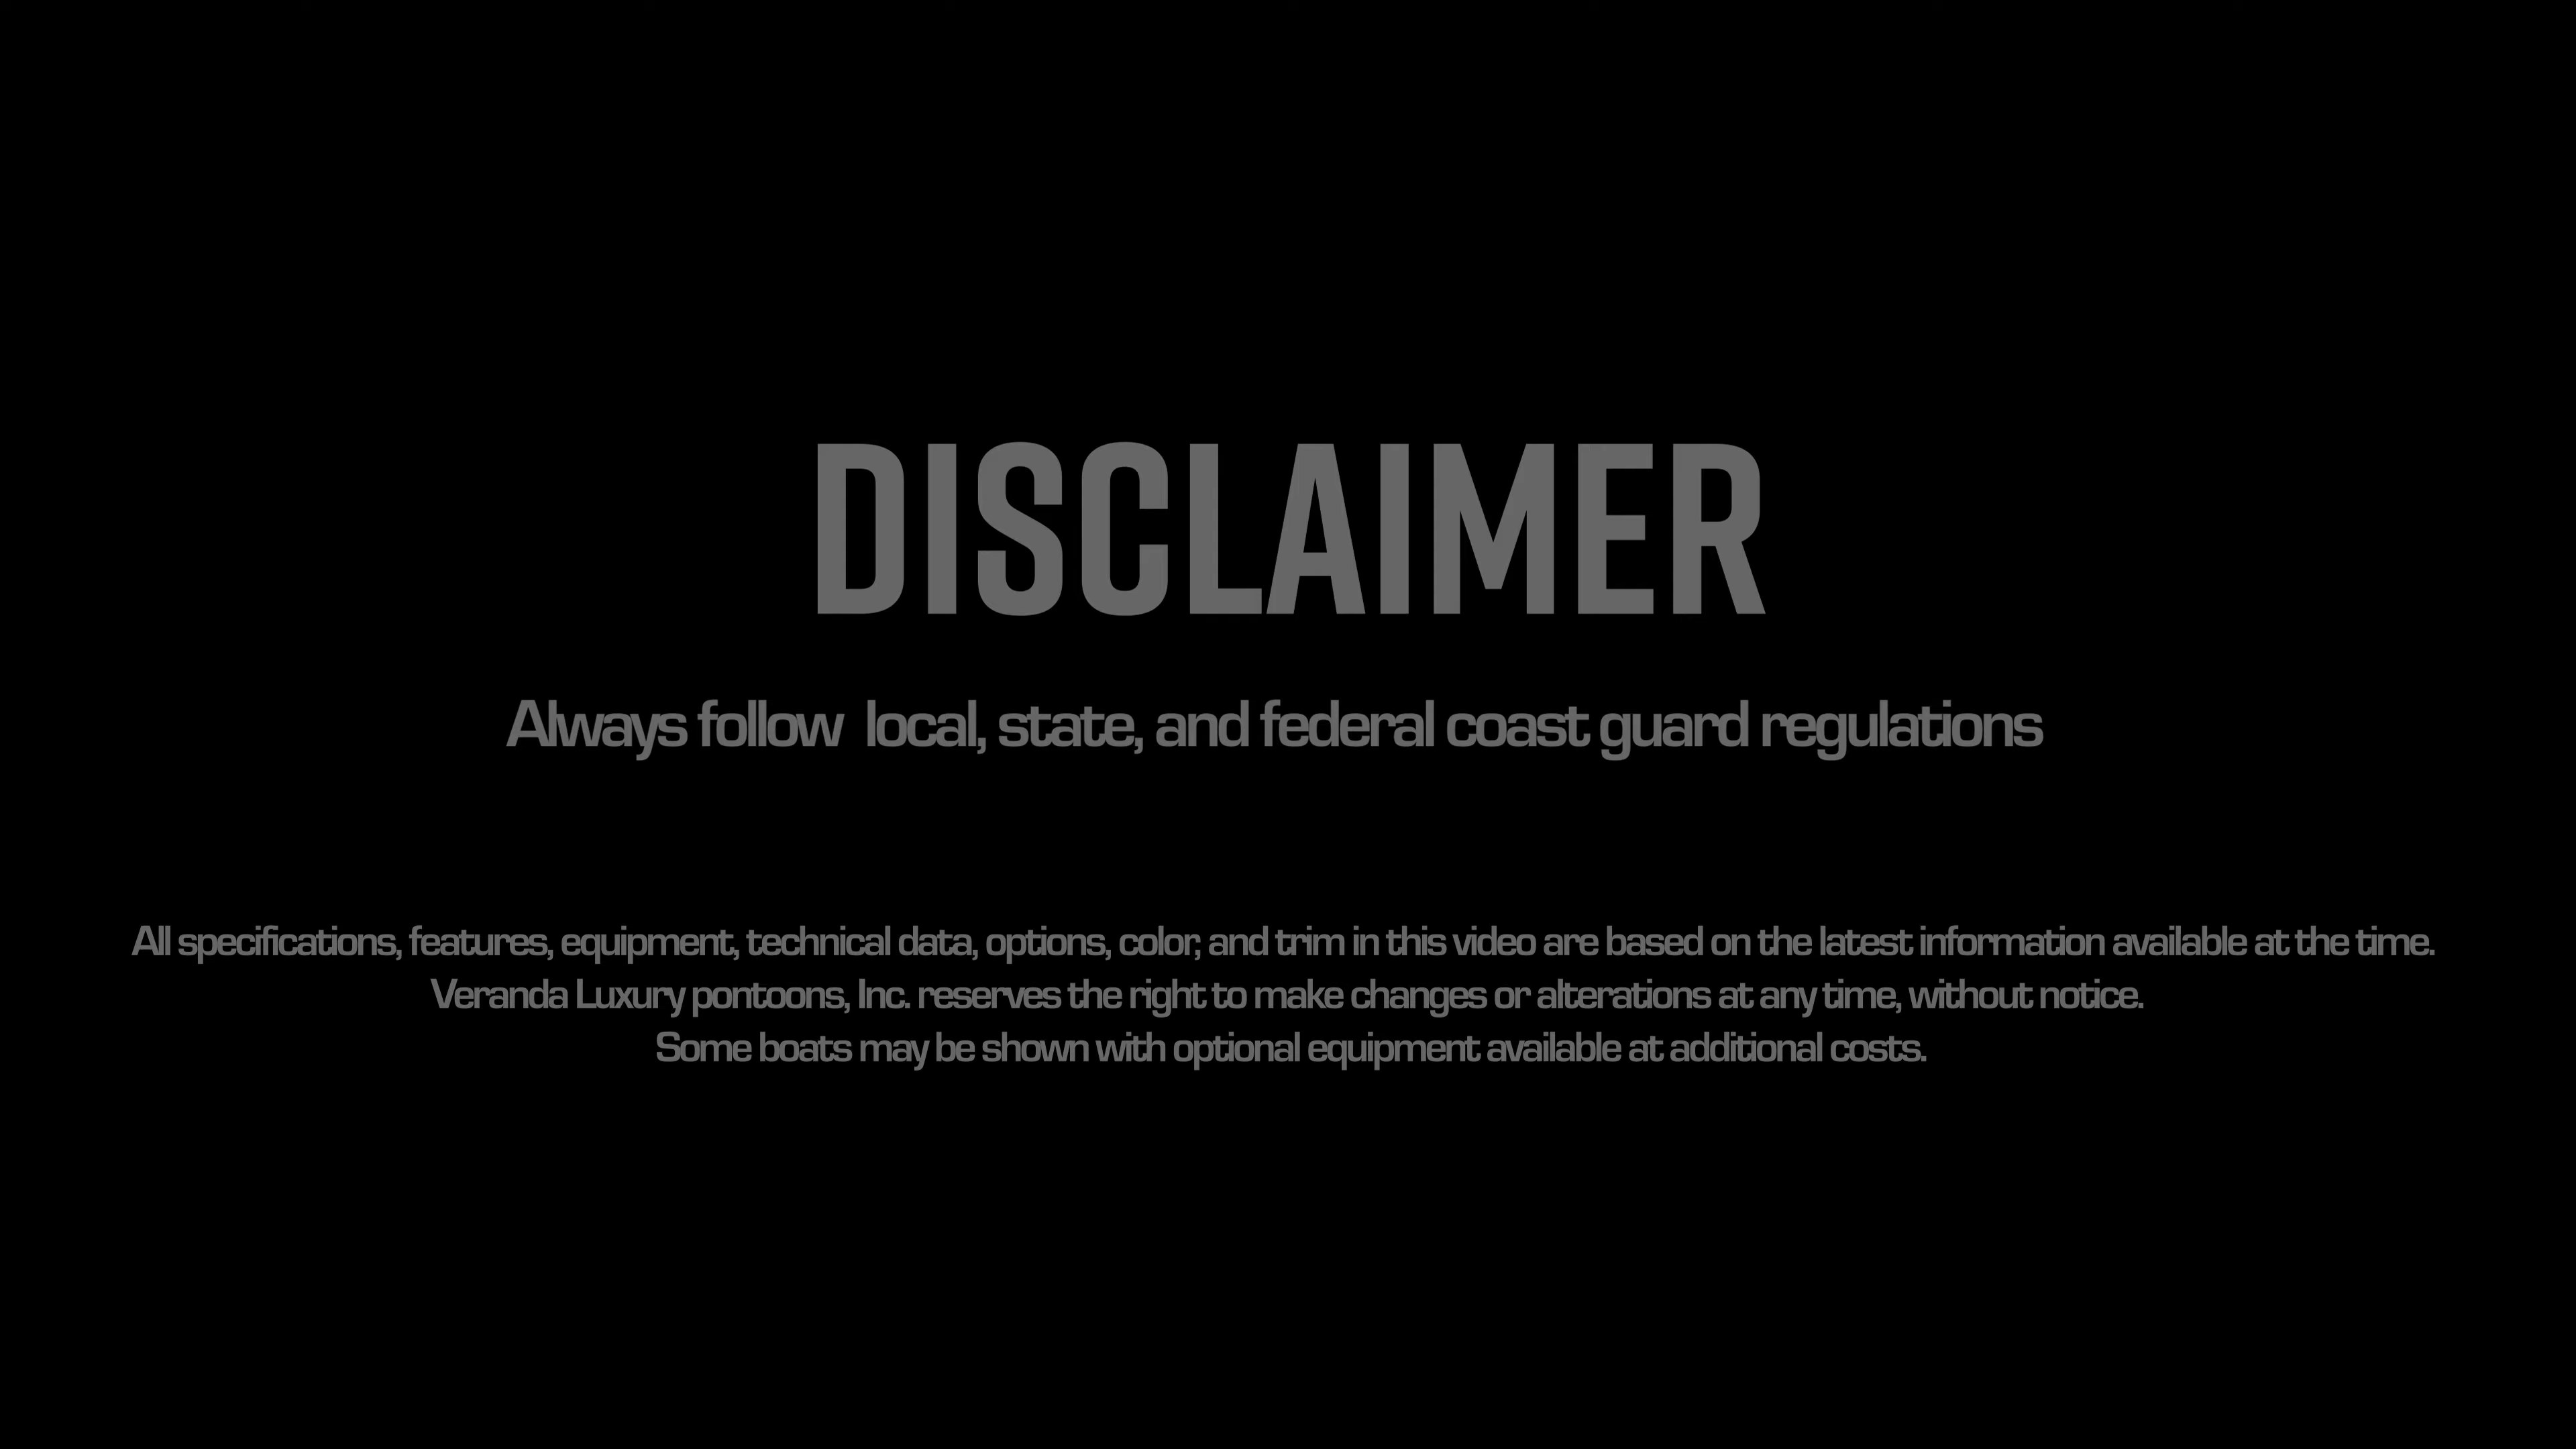 DISCLAIMER
Always follow  local, state, and federal coast guard regulations
All specifications, features, equipment, technical data, options, color, and trim in this video are based on the latest information available at the time.
Veranda Luxury pontoons, Inc. reserves the right to make changes or alterations at any time, without notice.
Some boats may be shown with optional equipment available at additional costs.